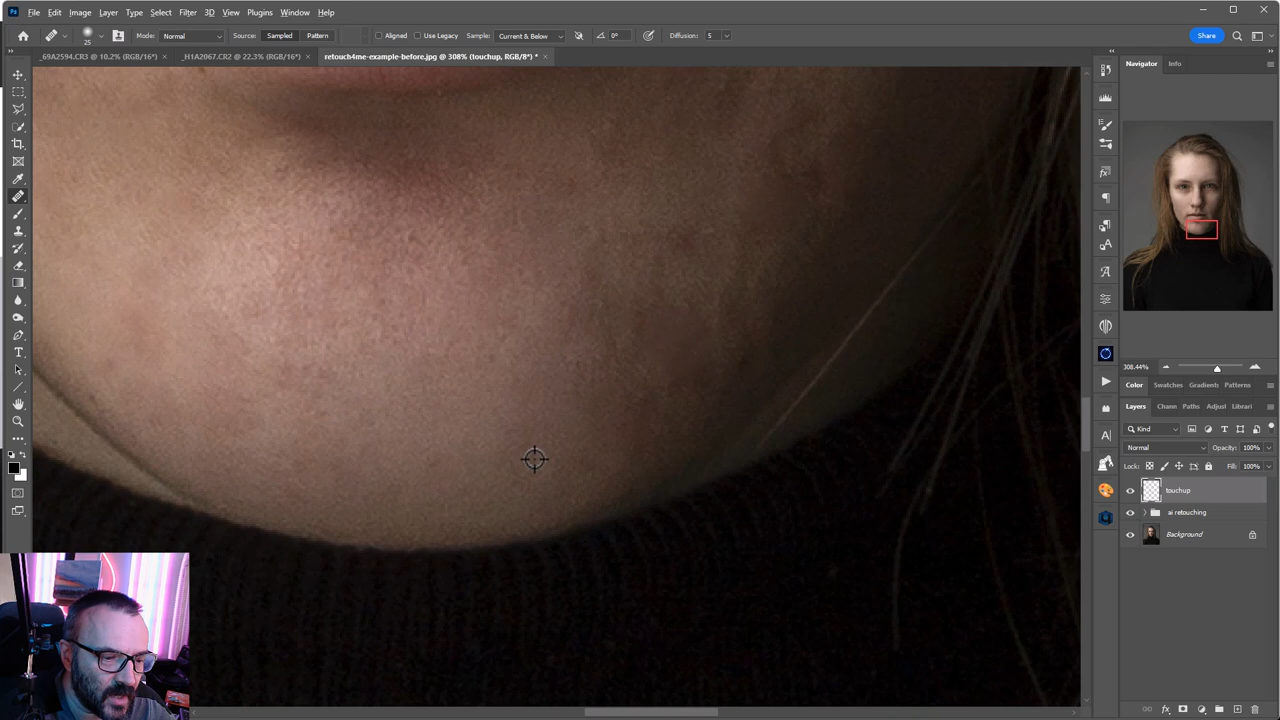 Ps File Edit Image Layer Type Select Filter 3D View Plugins Window Help
25 Mode: Normal Source: Sampled Pattern Aligned Use Legacy Sample: Current & Below 0° Diffusion: 5 Share
_69A2594.CR3 @ 10.2% (RGB/16*) × _H1A2067.CR2 @ 22.3% (RGB/16*) × retouch4me-example-before.jpg @ 308% (touchup, RGB/8*) * ×
Navigator Info
308.44%
Color Swatches Gradients Patterns
Layers Chann Paths Adjust Librari
Kind
Normal Opacity: 100%
Lock: Fill: 100%
touchup
ai retouching
Background